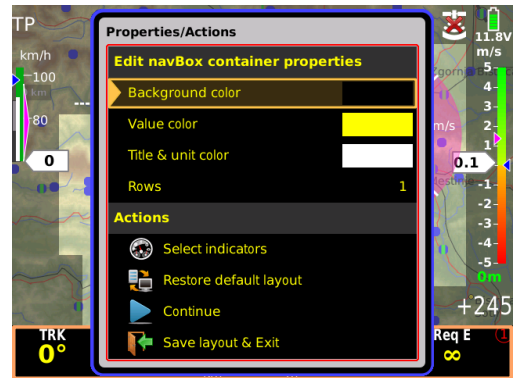 TP
Properties/Actions
11.8V
km/h
m/s
Edit navBox container properties
5
100
km
4
Background color
3
80
Value color
2
m/s
1
0
Title & unit color
0.1
Rows 1
-1
-2
Actions
-3
Select indicators
-4
-5
Restore default layout
0m
Continue
+245
TRK
Req E
1
0°
Save layout & Exit
∞